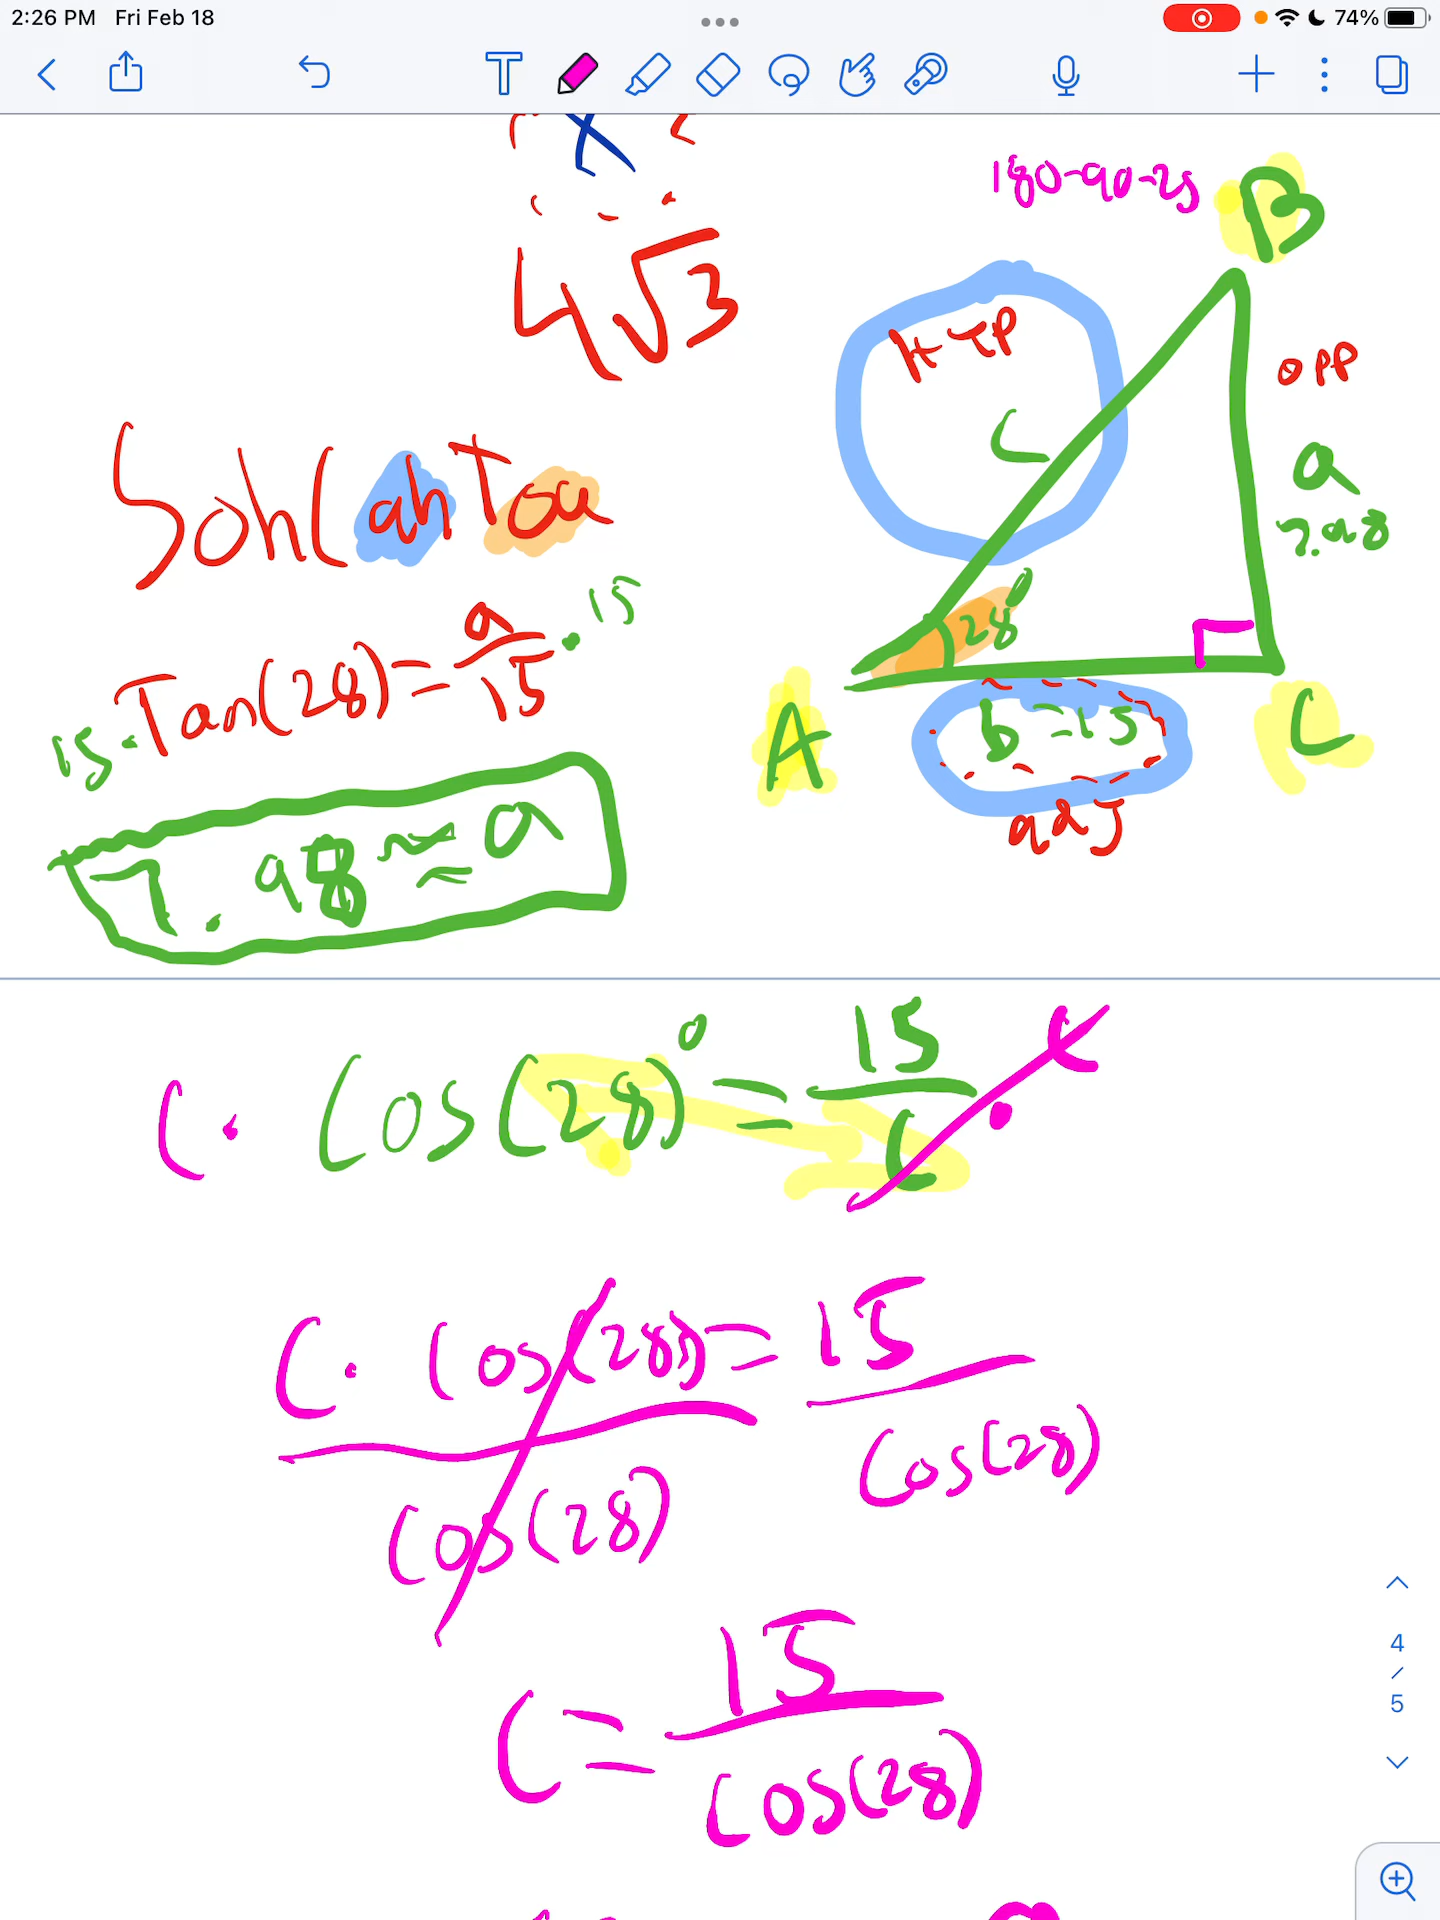 2:26 PM Fri Feb 18
74%
4√3
180-90-28
B
HYP
opp
c
a
7.98
SohCahToa
28°
Tan(28)=a/15 · 15
15·
A
b=15
C
adj
7.98≈a
C· Cos(28)°=15/C · C
C·Cos(28)=15
Cos(28) Cos(28)
C=15/Cos(28)
4
/
5